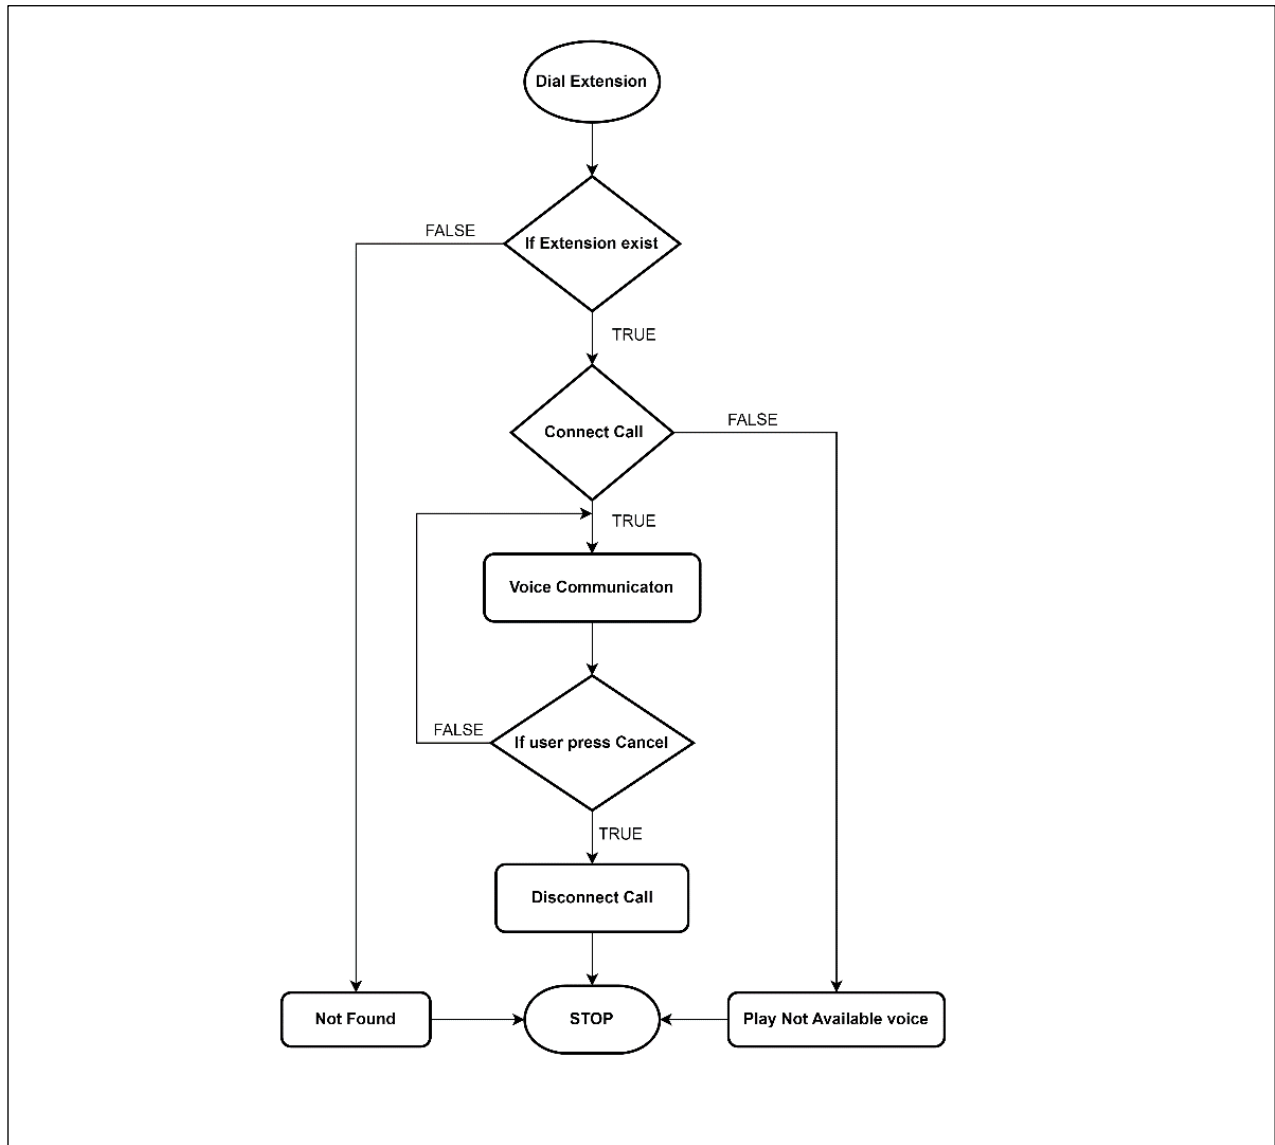 Dial Extension
FALSE
If Extension exist
TRUE
Connect Call
FALSE
TRUE
Voice Communicaton
FALSE
If user press Cancel
TRUE
Disconnect Call
Not Found
STOP
Play Not Available voice